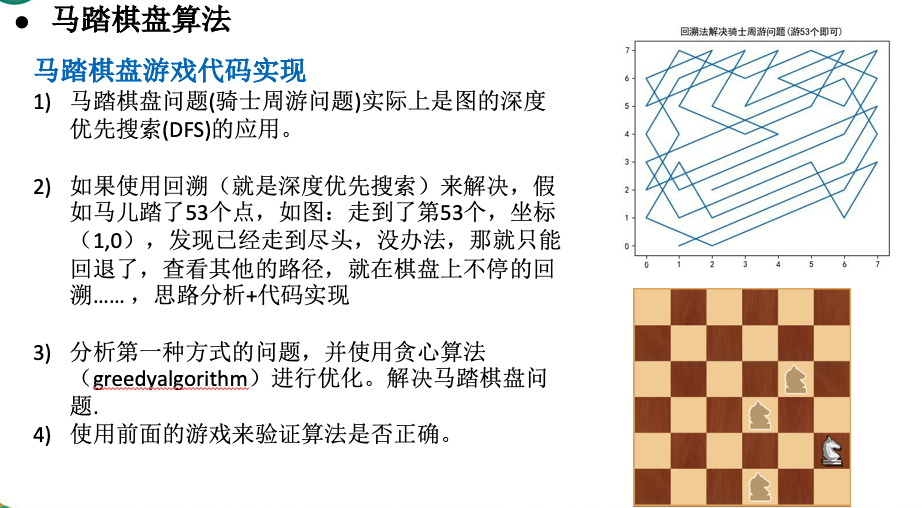 ● 马踏棋盘算法
马踏棋盘游戏代码实现
1) 马踏棋盘问题(骑士周游问题)实际上是图的深度
优先搜索(DFS)的应用。
2) 如果使用回溯（就是深度优先搜索）来解决，假
如马儿踏了53个点，如图：走到了第53个，坐标
（1,0），发现已经走到尽头，没办法，那就只能
回退了，查看其他的路径，就在棋盘上不停的回
溯…… ，思路分析+代码实现
3) 分析第一种方式的问题，并使用贪心算法
（greedyalgorithm）进行优化。解决马踏棋盘问
题.
4) 使用前面的游戏来验证算法是否正确。
回溯法解决骑士周游问题(游53个即可)
7
6
5
4
3
2
1
0
0 1 2 3 4 5 6 7